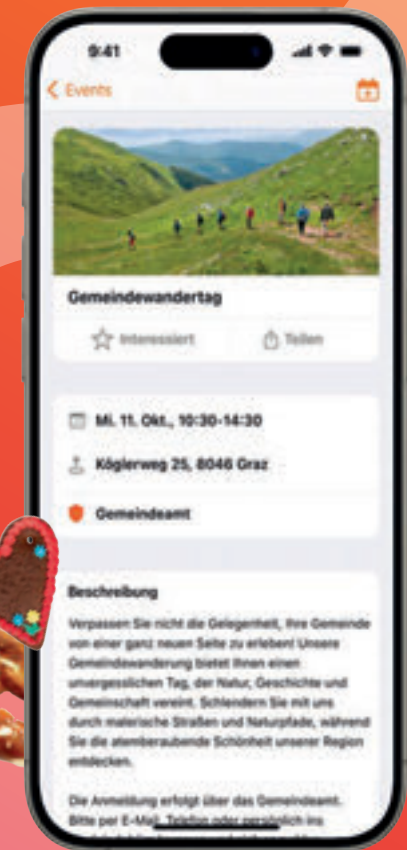 9:41
Events
Gemeindewandertag
Interessiert
Teilen
Mi. 11. Okt., 10:30-14:30
Köglerweg 25, 8046 Graz
Gemeindeamt
Beschreibung
Verpassen Sie nicht die Gelegenheit, Ihre Gemeinde
von einer ganz neuen Seite zu erleben! Unsere
Gemeindewanderung bietet Ihnen einen
unvergesslichen Tag, der Natur, Geschichte und
Gemeinschaft vereint. Schlendern Sie mit uns
durch malerische Straßen und Naturpfade, während
Sie die atemberaubende Schönheit unserer Region
entdecken.
Die Anmeldung erfolgt über das Gemeindeamt.
Bitte per E-Mail, Telefon oder persönlich ins